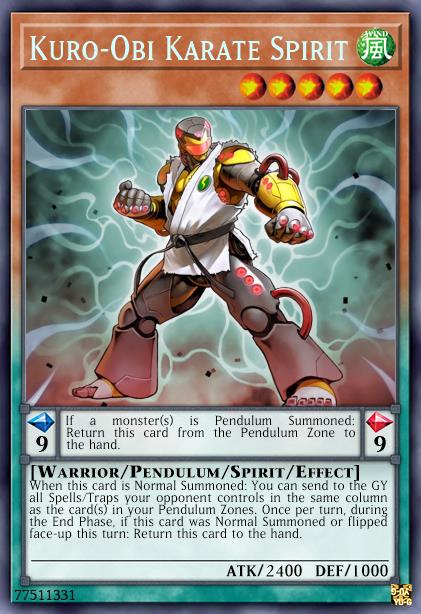 Kuro-Obi Karate Spirit
WIND
風
If a monster(s) is Pendulum Summoned:
Return this card from the Pendulum Zone to
the hand.
9
9
[Warrior/Pendulum/Spirit/Effect]
When this card is Normal Summoned: You can send to the GY
all Spells/Traps your opponent controls in the same column
as the card(s) in your Pendulum Zones. Once per turn, during
the End Phase, if this card was Normal Summoned or flipped
face-up this turn: Return this card to the hand.
ATK/2400 DEF/1000
77511331